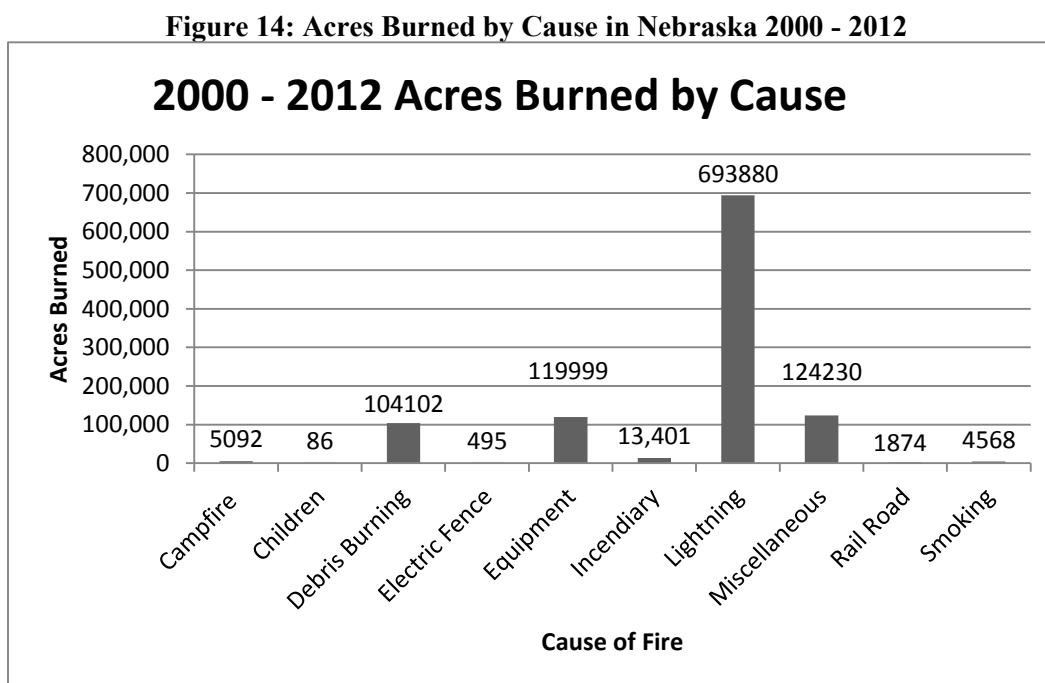 Figure 14: Acres Burned by Cause in Nebraska 2000 - 2012
2000 - 2012 Acres Burned by Cause
Acres Burned
800,000
700,000
600,000
500,000
400,000
300,000
200,000
100,000
0
5092
86
104102
495
119999
13,401
693880
124230
1874
4568
Campfire
Children
Debris Burning
Electric Fence
Equipment
Incendiary
Lightning
Miscellaneous
Rail Road
Smoking
Cause of Fire